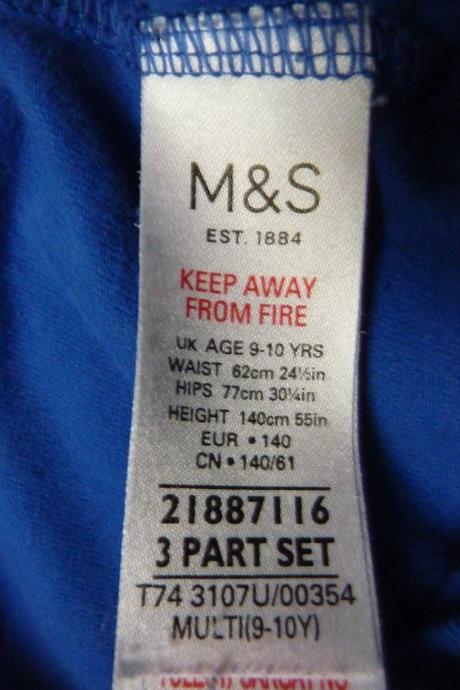 M&S
EST. 1884
KEEP AWAY
FROM FIRE
UK AGE 9-10 YRS
WAIST 62cm 24½in
HIPS 77cm 30¼in
HEIGHT 140cm 55in
EUR • 140
CN • 140/61
21887116
3 PART SET
T74 3107U/00354
MULTI(9-10Y)